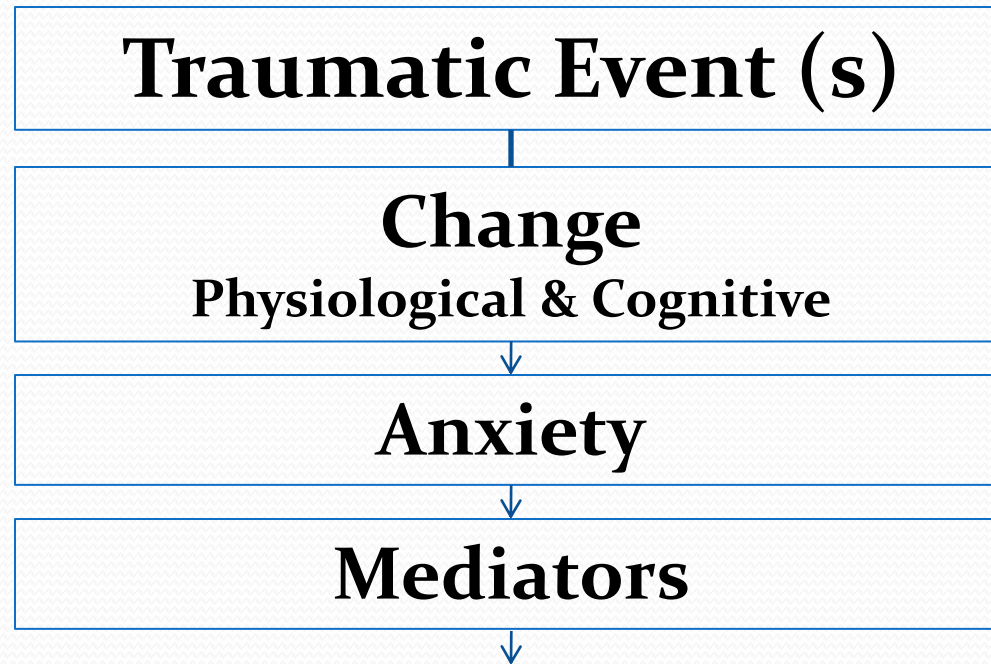 Traumatic Event (s)
Change
Physiological & Cognitive
Anxiety
Mediators